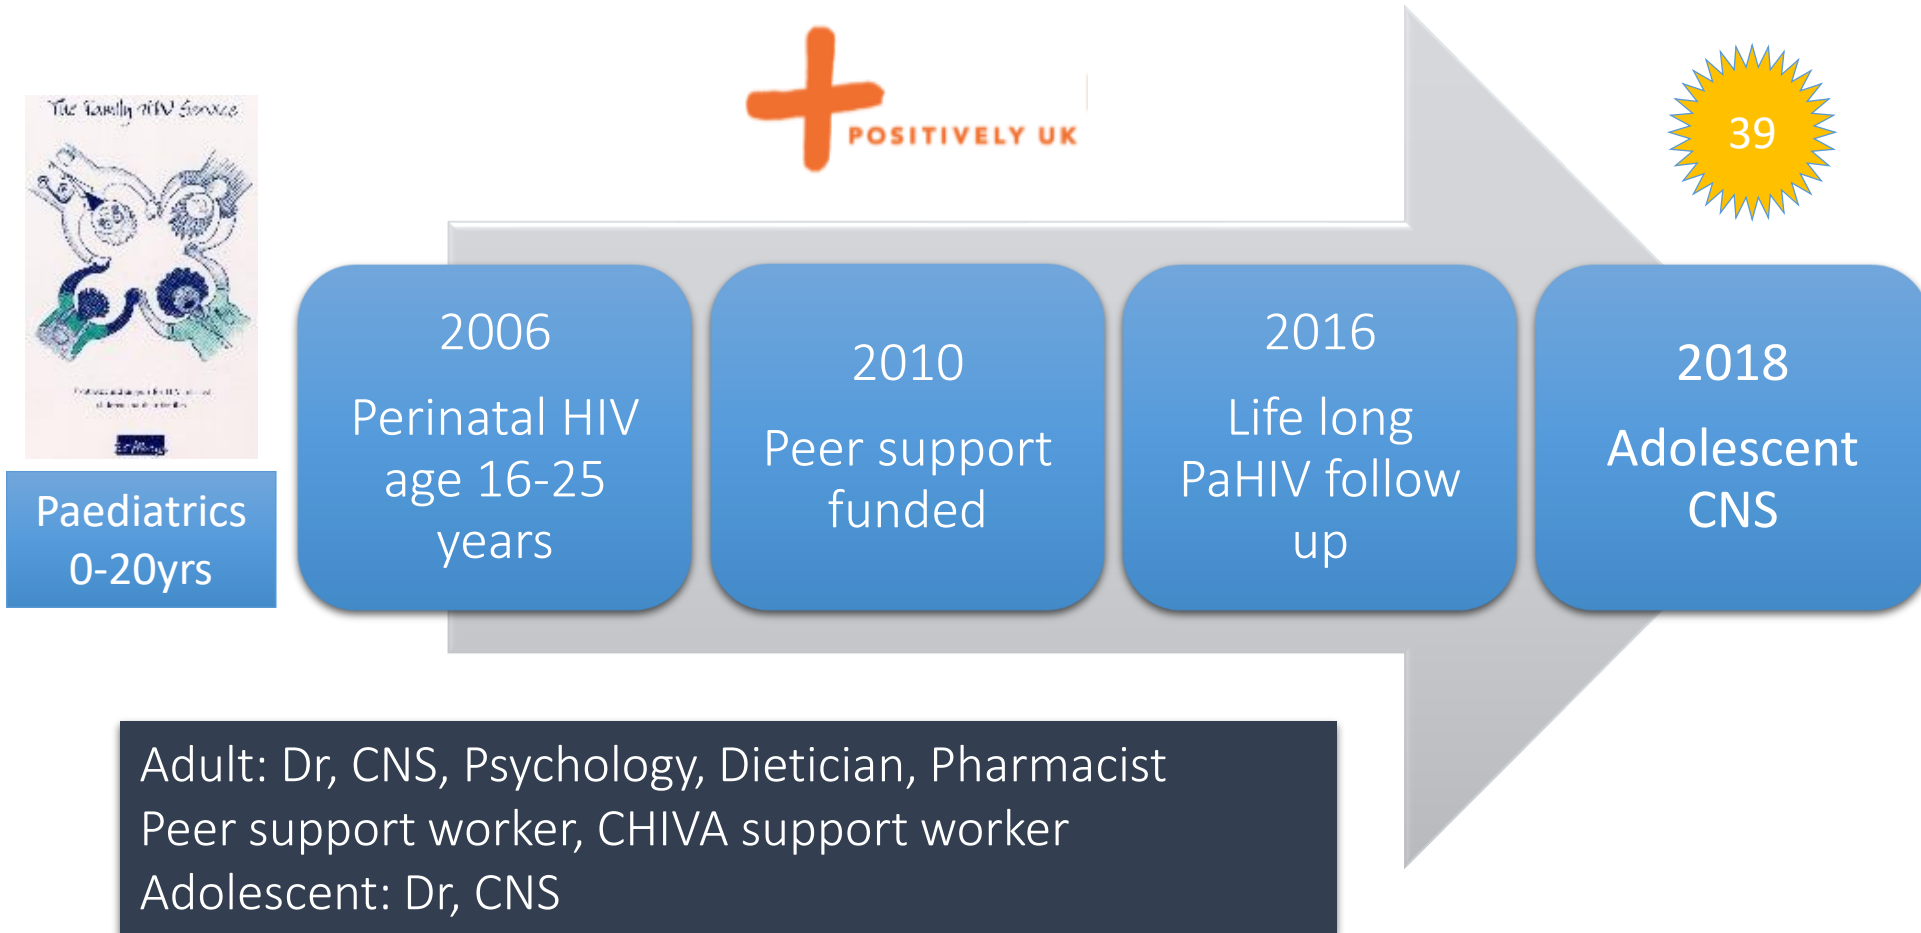 The Family HIV Service
POSITIVELY UK
39
Paediatrics
0-20yrs
2006
Perinatal HIV
age 16-25
years
2010
Peer support
funded
2016
Life long
PaHIV follow
up
2018
Adolescent
CNS
Adult: Dr, CNS, Psychology, Dietician, Pharmacist
Peer support worker, CHIVA support worker
Adolescent: Dr, CNS